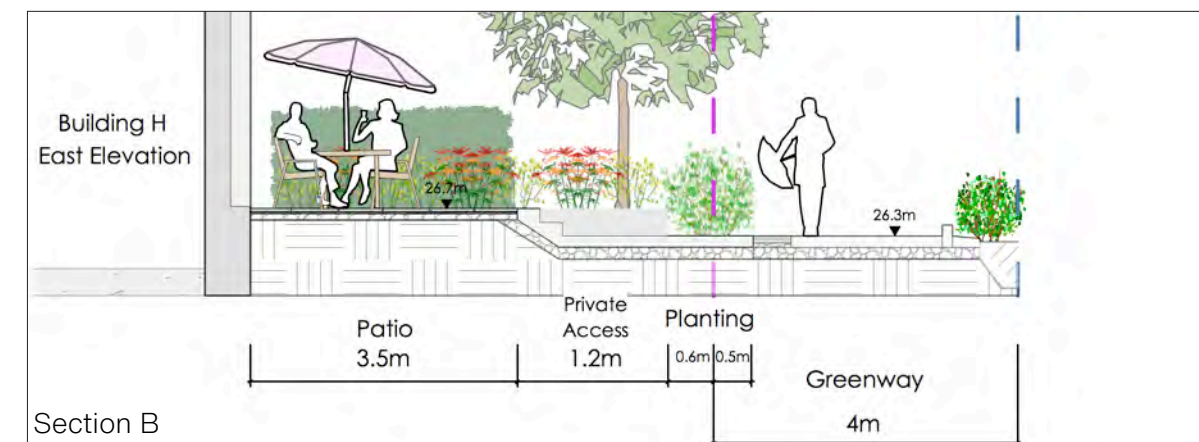 Building H
East Elevation
26.7m
26.3m
Patio
3.5m
Private
Access
1.2m
Planting
0.6m
0.5m
Greenway
4m
Section B